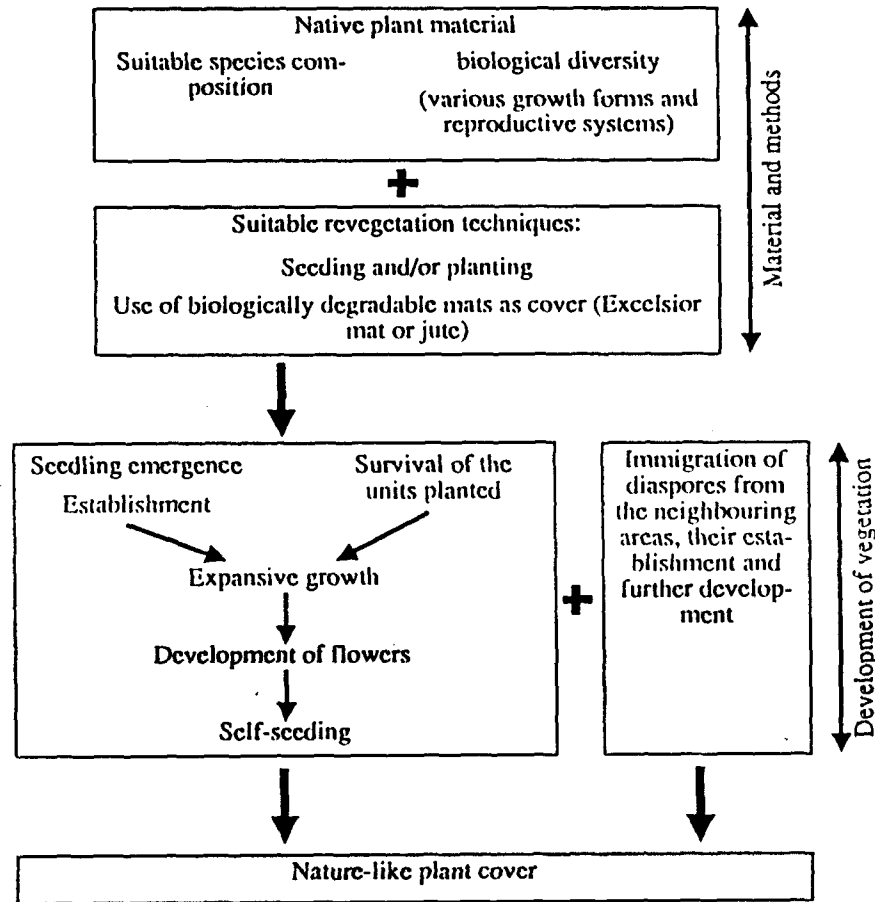 Native plant material
Suitable species com-
position
biological diversity
(various growth forms and
reproductive systems)
Suitable revegetation techniques:
Seeding and/or planting
Use of biologically degradable mats as cover (Excelsior
mat or jute)
Material and methods
Seedling emergence
Establishment
Survival of the
units planted
Expansive growth
Development of flowers
Self-seeding
Immigration of
diaspores from
the neighbouring
areas, their esta-
blishment and
further develop-
ment
Development of vegetation
Nature-like plant cover